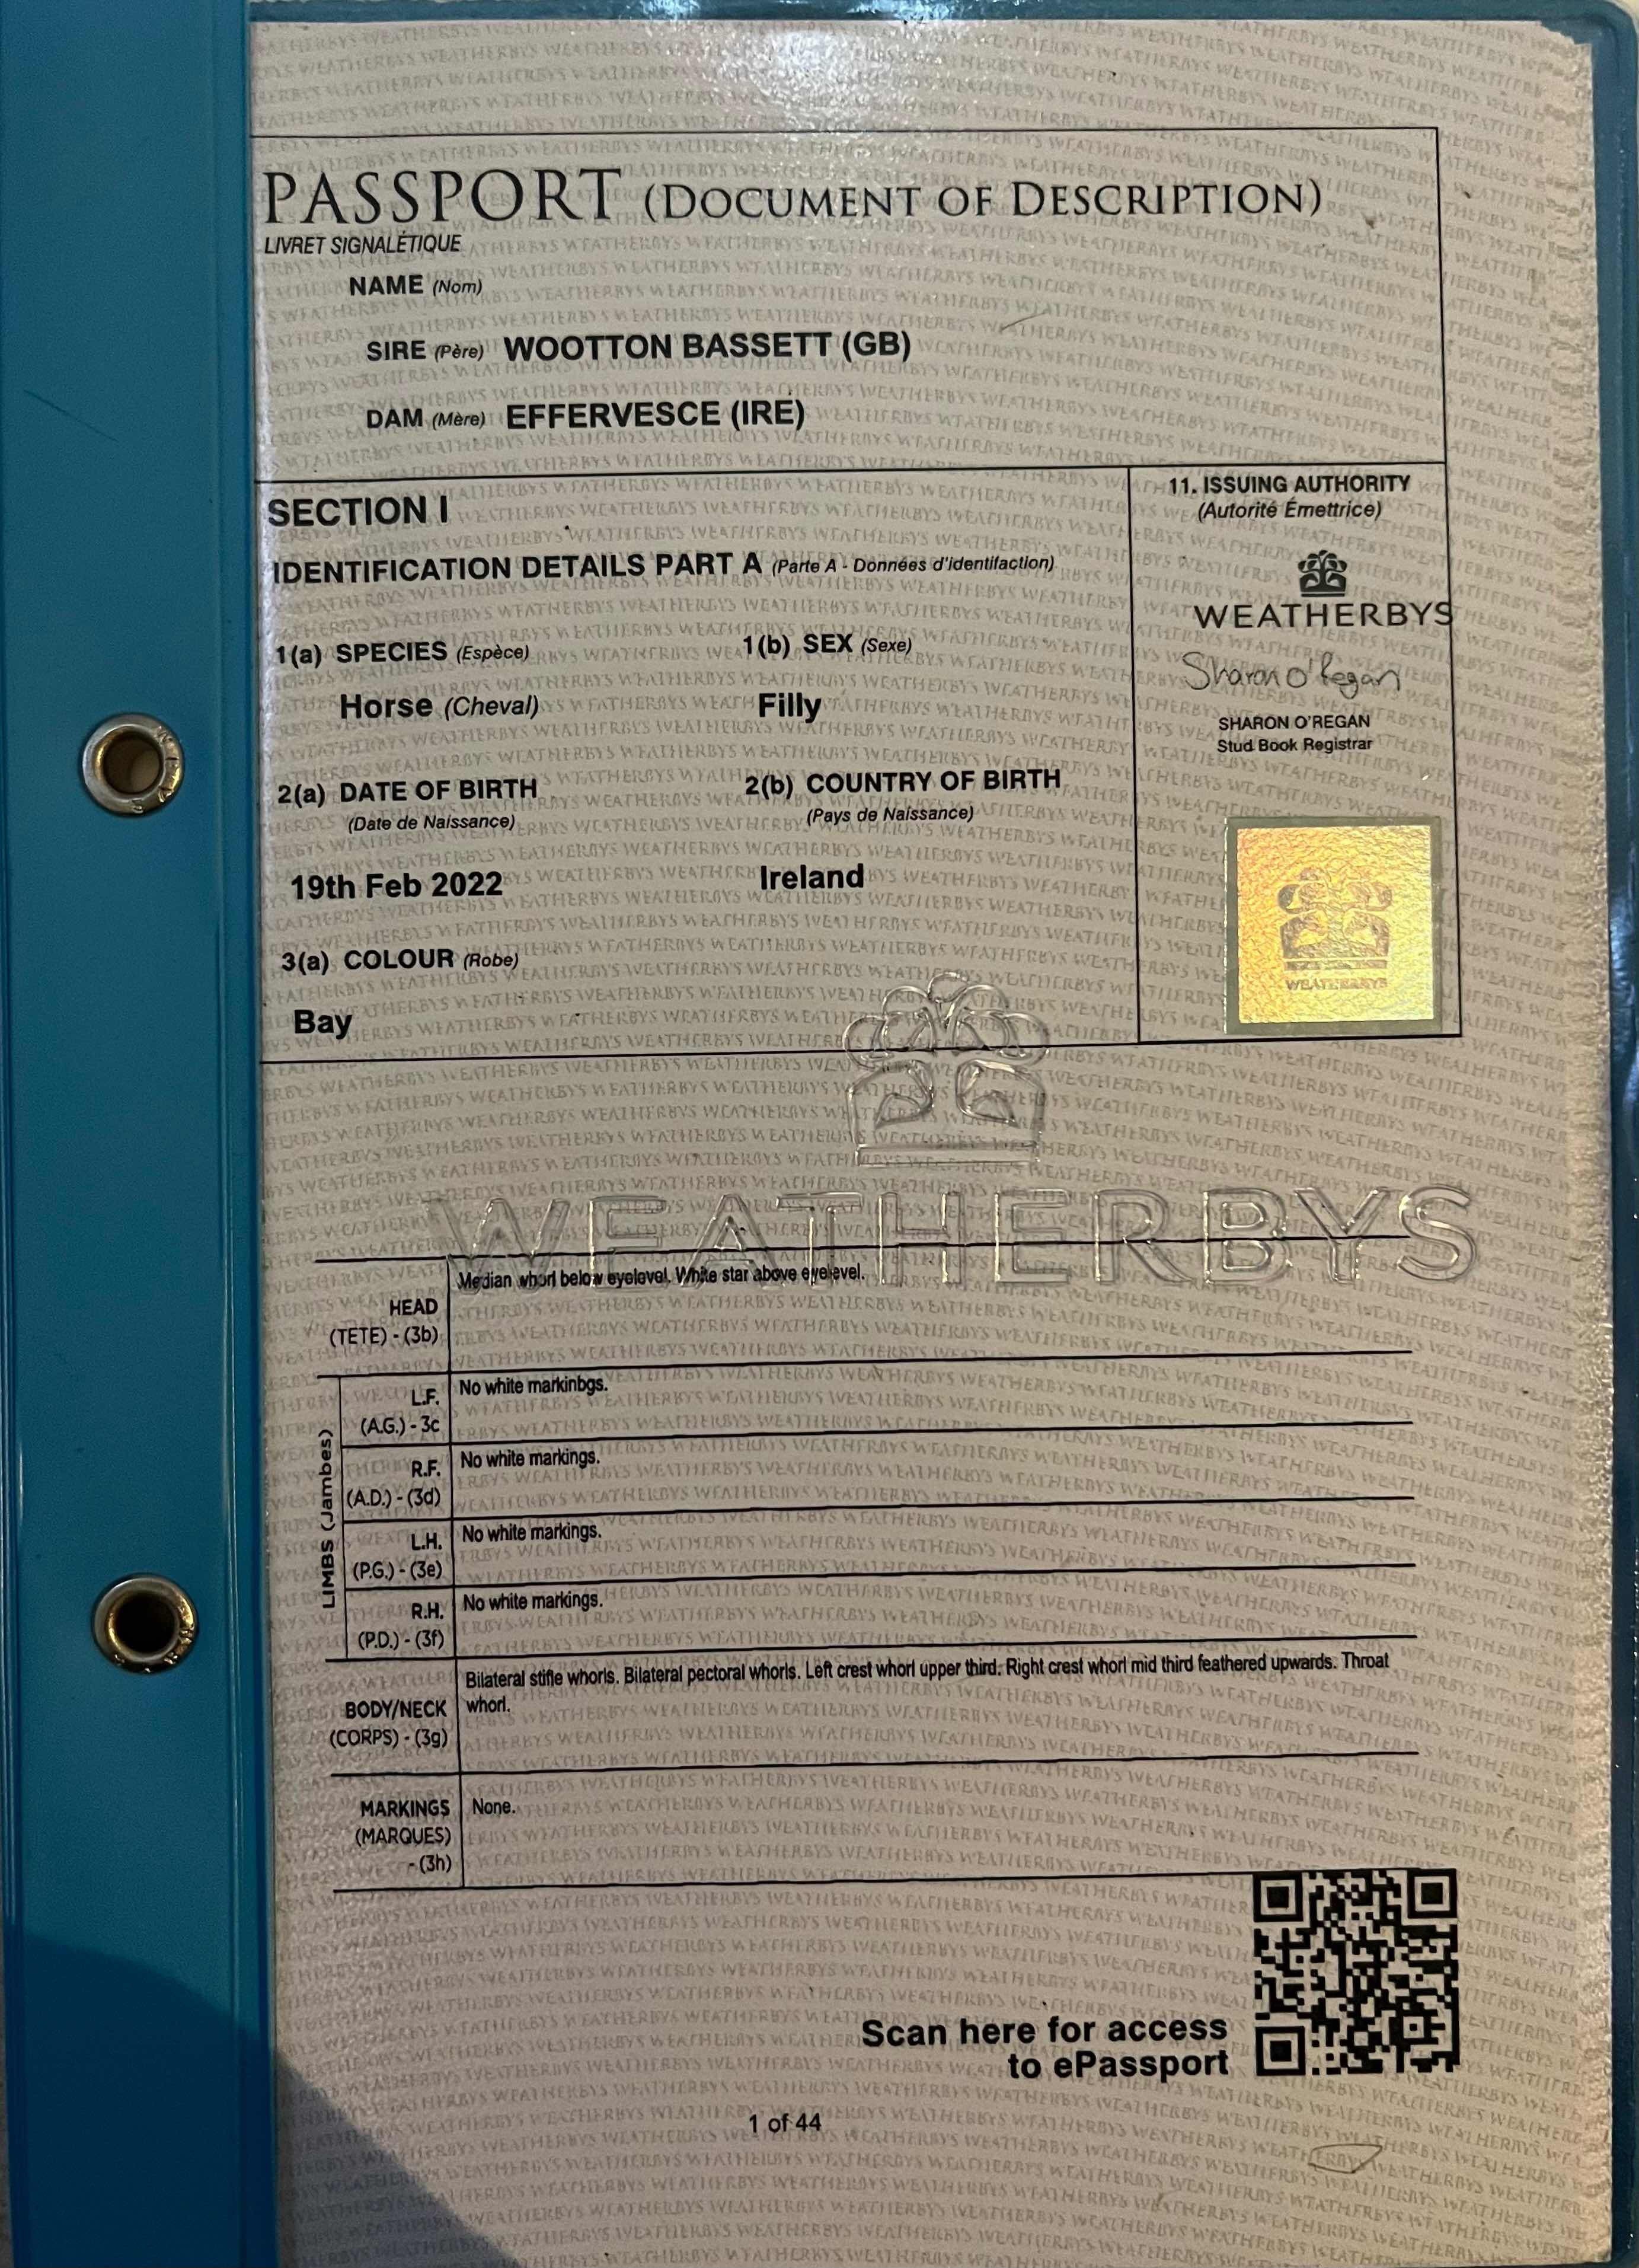 PASSPORT (DOCUMENT OF DESCRIPTION)
LIVRET SIGNALÉTIQUE
NAME (Nom)
SIRE (Père) WOOTTON BASSETT (GB)
DAM (Mère) EFFERVESCE (IRE)
SECTION I
IDENTIFICATION DETAILS PART A (Parte A - Données d'identifaction)
1(a) SPECIES (Espèce)
1(b) SEX (Sexe)
Horse (Cheval)
Filly
2(a) DATE OF BIRTH
(Date de Naissance)
2(b) COUNTRY OF BIRTH
(Pays de Naissance)
19th Feb 2022
Ireland
3(a) COLOUR (Robe)
Bay
11. ISSUING AUTHORITY
(Autorité Émettrice)
WEATHERBYS
Sharon O'Regan
SHARON O'REGAN
Stud Book Registrar
WEATHERBYS
WEATHERBYS
HEAD
(TETE) - (3b)
Median whorl below eyelevel. White star above eyelevel.
LIMBS (Jambes)
L.F.
(A.G.) - 3c
No white markinbgs.
R.F.
(A.D.) - (3d)
No white markings.
L.H.
(P.G.) - (3e)
No white markings.
R.H.
(P.D.) - (3f)
No white markings.
BODY/NECK
(CORPS) - (3g)
Bilateral stifle whorls. Bilateral pectoral whorls. Left crest whorl upper third. Right crest whorl mid third feathered upwards. Throat
whorl.
MARKINGS
(MARQUES)
- (3h)
None.
Scan here for access
to ePassport
1 of 44